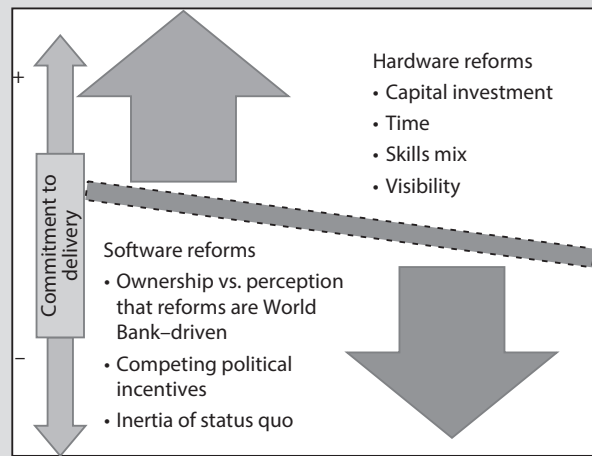 +
Commitment to
delivery
–
Hardware reforms
• Capital investment
• Time
• Skills mix
• Visibility
Software reforms
• Ownership vs. perception
that reforms are World
Bank–driven
• Competing political
incentives
• Inertia of status quo